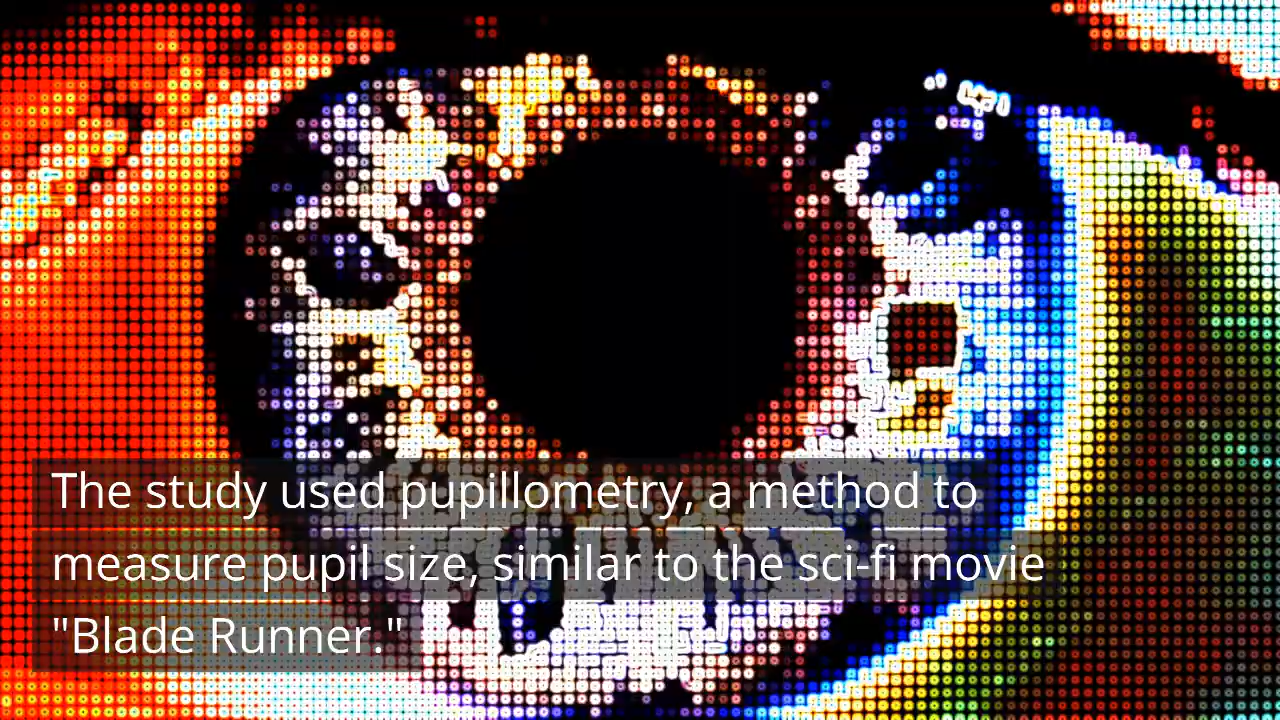 The study used pupillometry, a method to
measure pupil size, similar to the sci-fi movie
"Blade Runner."